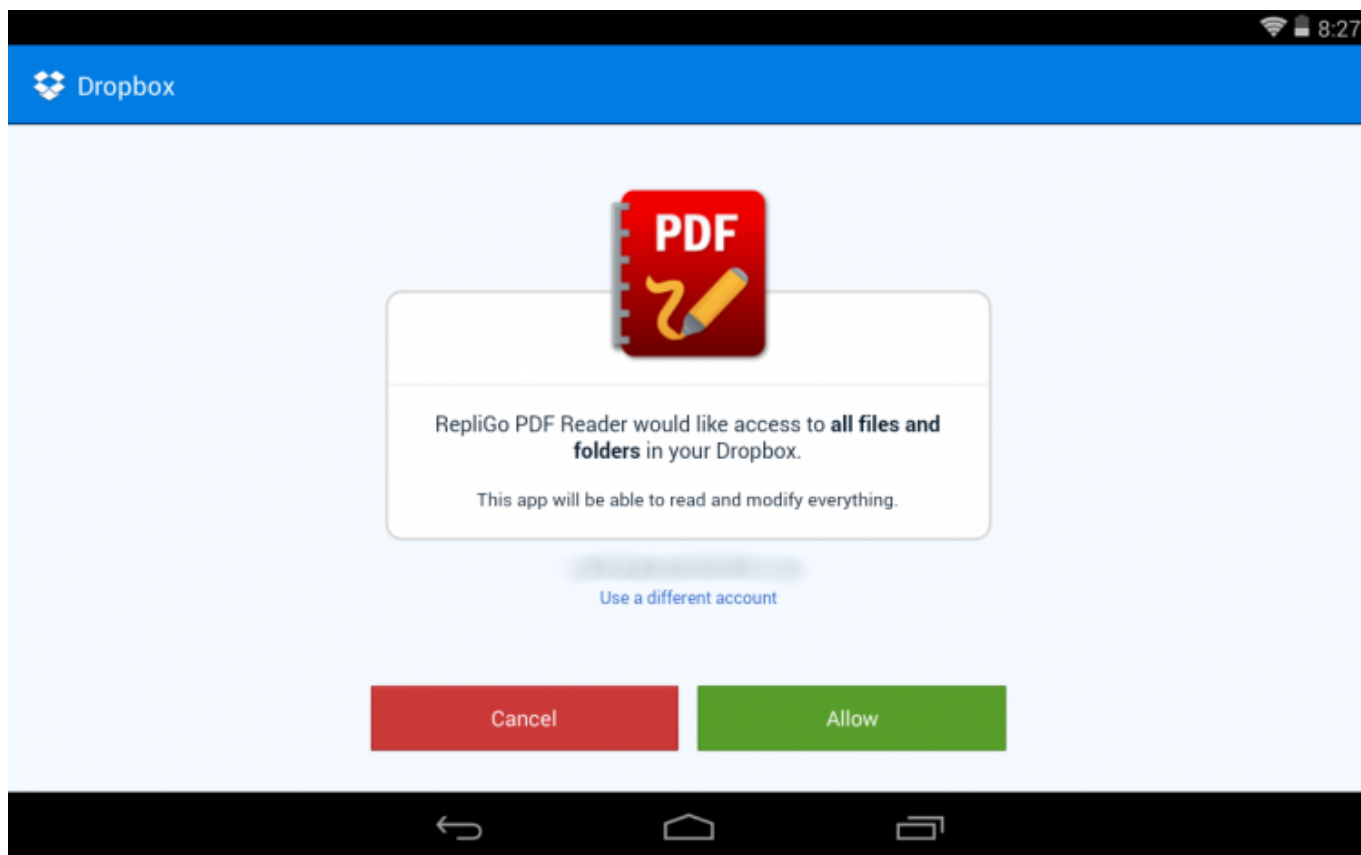 8:27
Dropbox
PDF
RepliGo PDF Reader would like access to all files and
folders in your Dropbox.
This app will be able to read and modify everything.
Use a different account
Cancel
Allow